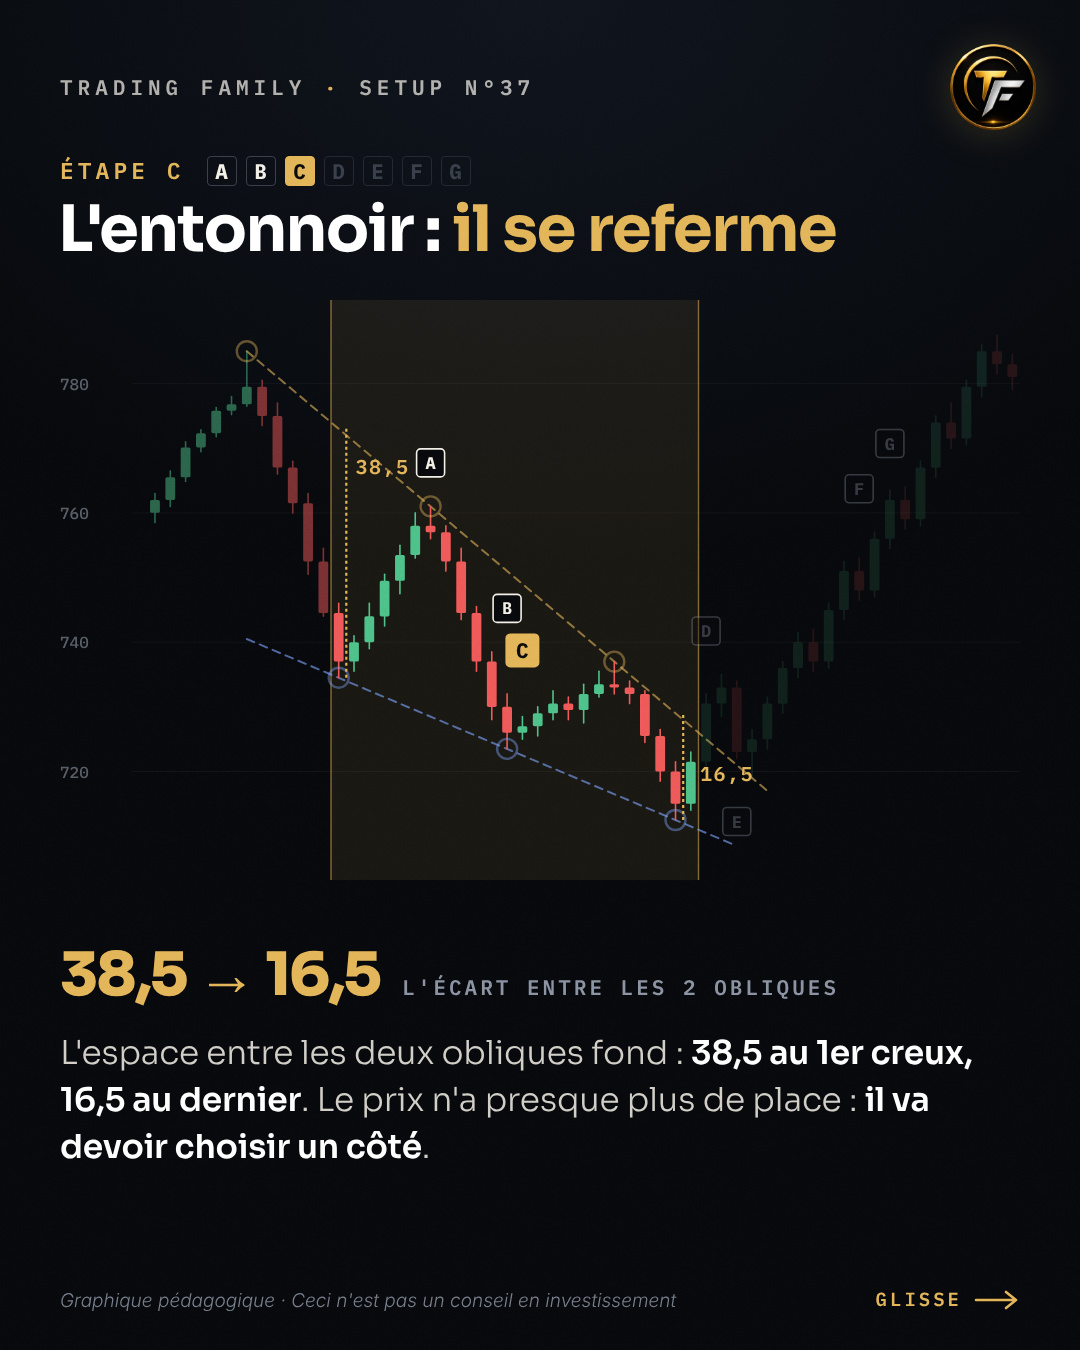 TRADING FAMILY · SETUP N°37
TF
ÉTAPE C A B C D E F G
L'entonnoir : il se referme
780
760
740
720
38,5
A
B
C
D
16,5
E
F
G
38,5 → 16,5 L'ÉCART ENTRE LES 2 OBLIQUES
L'espace entre les deux obliques fond : 38,5 au 1er creux,
16,5 au dernier. Le prix n'a presque plus de place : il va
devoir choisir un côté.
Graphique pédagogique · Ceci n'est pas un conseil en investissement
GLISSE →